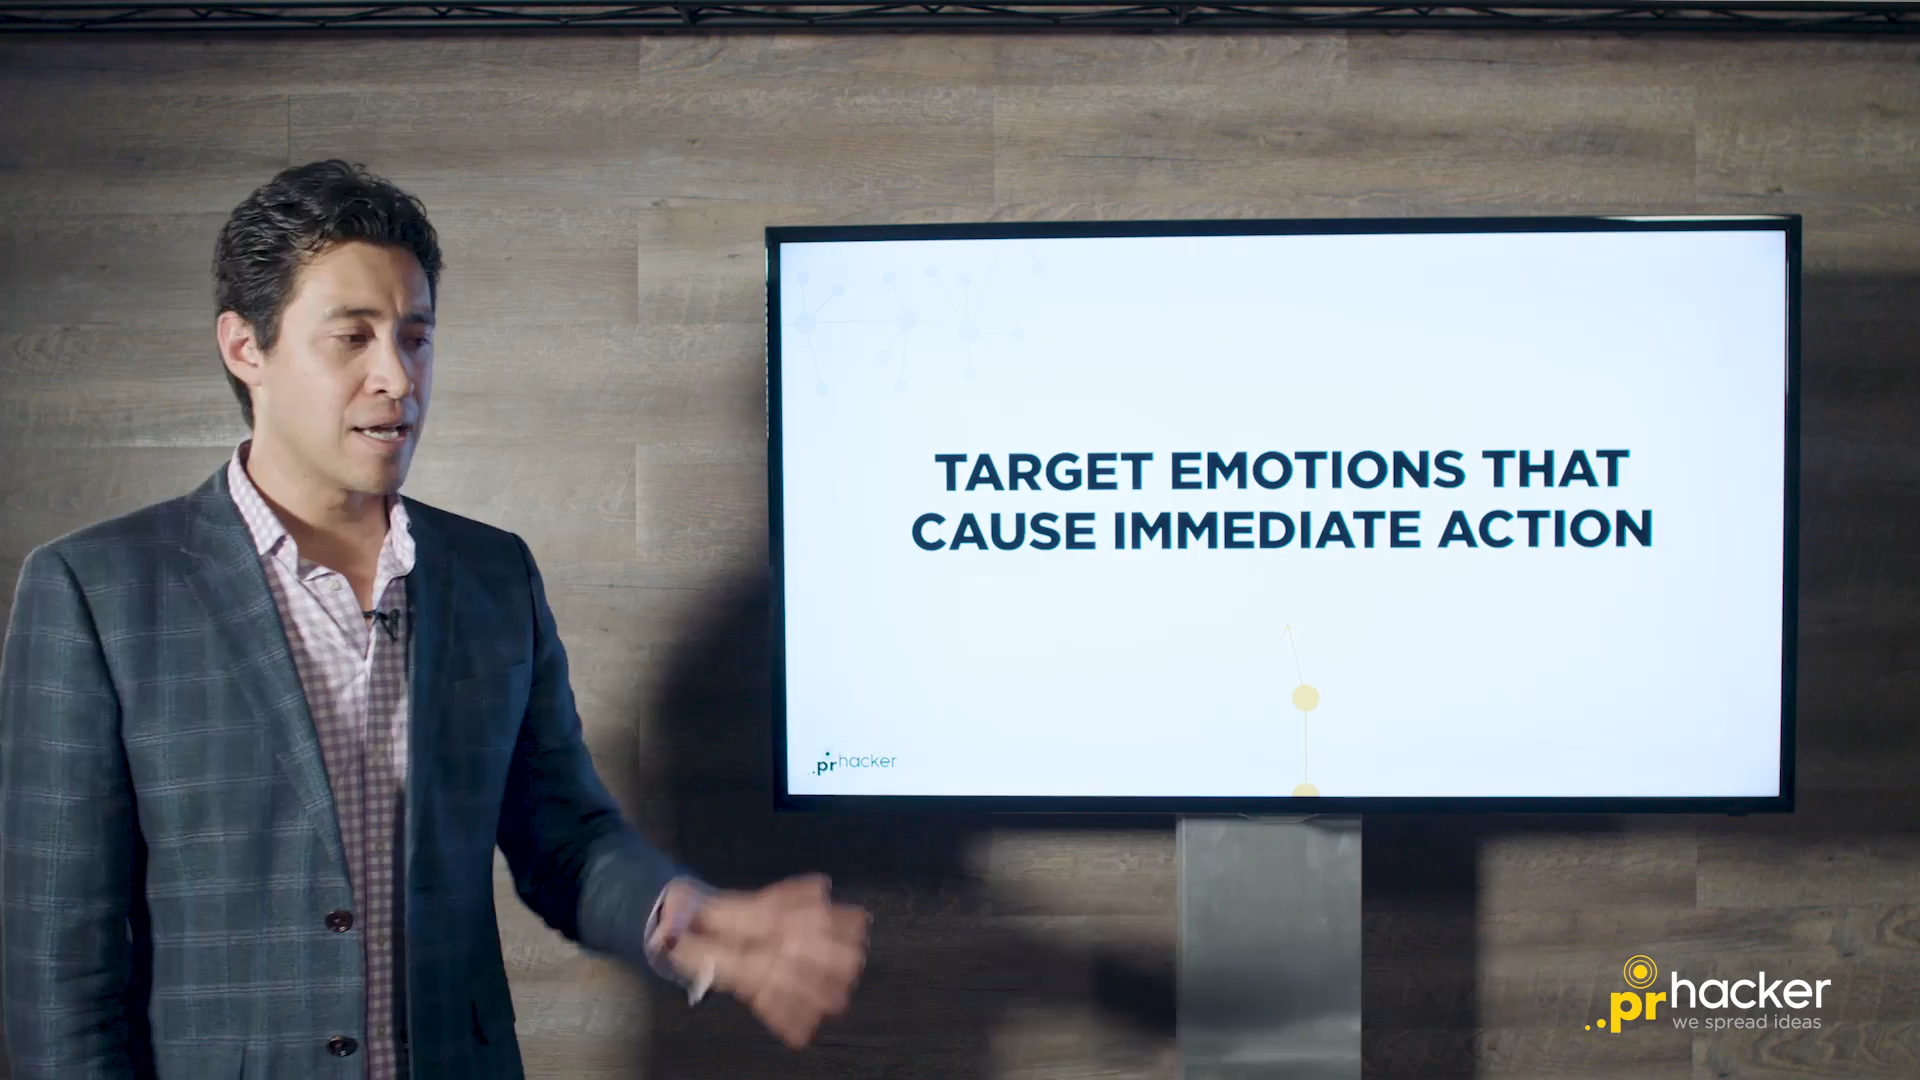 TARGET EMOTIONS THAT
CAUSE IMMEDIATE ACTION
..prhacker
..prhacker
we spread ideas